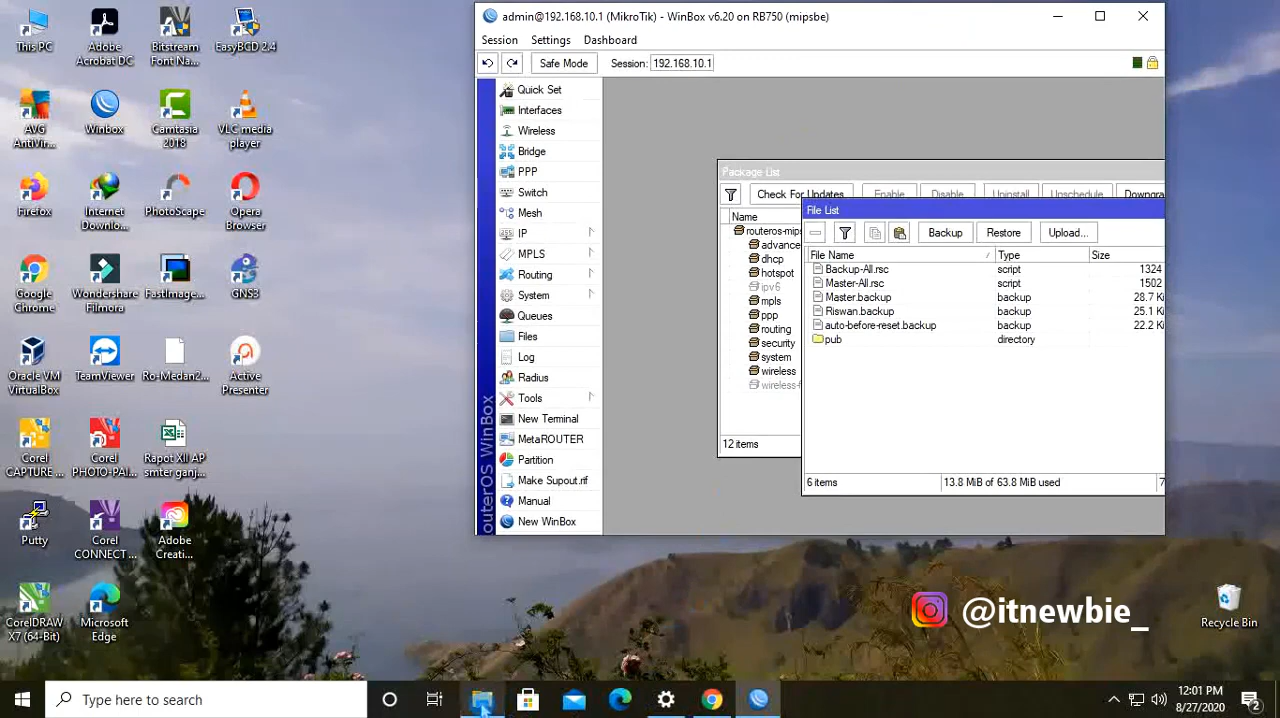 This PC
Adobe
Acrobat DC
Bitstream
Font Na...
EasyBCD 2.4
AVG
AntiVir...
Winbox
Camtasia
2018
VLC media
player
Firefox
Internet
Downlo...
PhotoScape
Opera
Browser
Google
Chrome
Wondershare
Filmora
FastImage...
GNS3
Oracle VM
VirtualBox
TeamViewer
Ro-Medan2...
Active
Presenter
Corel
CAPTURE ...
Corel
PHOTO-PAI...
Rapot XII AP
smter ganj...
Putty
Corel
CONNECT ...
Adobe
Creati...
CorelDRAW
X7 (64-Bit)
Microsoft
Edge
admin@192.168.10.1 (MikroTik) - WinBox v6.20 on RB750 (mipsbe)
Session Settings Dashboard
Safe Mode Session: 192.168.10.1
Quick Set
Interfaces
Wireless
Bridge
PPP
Switch
Mesh
IP
MPLS
Routing
System
Queues
Files
Log
Radius
Tools
New Terminal
MetaROUTER
Partition
Make Supout.rif
Manual
New WinBox
outerOS WinBox
Package List
Check For Updates Enable Disable Uninstall Unschedule Downgra
Name
routeros-mips
advance
dhcp
hotspot
ipv6
mpls
ppp
routing
security
system
wireless
wireless-f
12 items
File List
Backup Restore Upload...
File Name / Type Size
Backup-All.rsc script 1324
Master-All.rsc script 1502
Master.backup backup 28.7 Ki
Riswan.backup backup 25.1 Ki
auto-before-reset.backup backup 22.2 Ki
pub directory
6 items 13.8 MiB of 63.8 MiB used 7
@itnewbie_
Recycle Bin
Type here to search
12:01 PM
8/27/2020
2